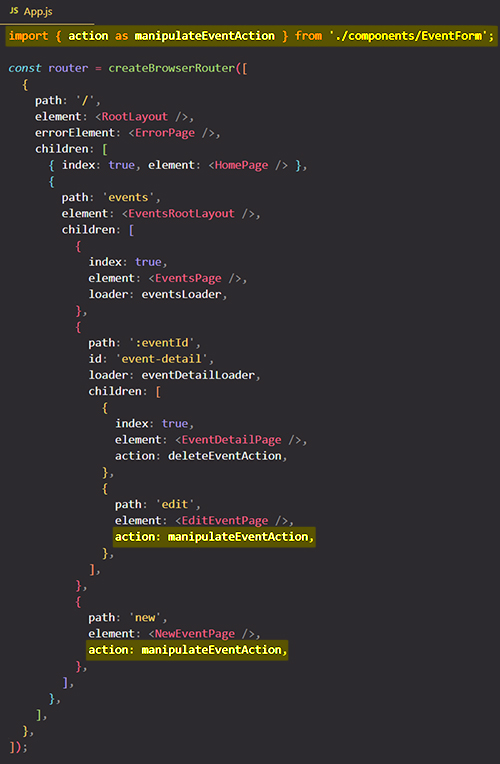 JS App.js
import { action as manipulateEventAction } from './components/EventForm';
const router = createBrowserRouter([
  {
    path: '/',
    element: <RootLayout />,
    errorElement: <ErrorPage />,
    children: [
      { index: true, element: <HomePage /> },
      {
        path: 'events',
        element: <EventsRootLayout />,
        children: [
          {
            index: true,
            element: <EventsPage />,
            loader: eventsLoader,
          },
          {
            path: ':eventId',
            id: 'event-detail',
            loader: eventDetailLoader,
            children: [
              {
                index: true,
                element: <EventDetailPage />,
                action: deleteEventAction,
              },
              {
                path: 'edit',
                element: <EditEventPage />,
                action: manipulateEventAction,
              },
            ],
          },
          {
            path: 'new',
            element: <NewEventPage />,
            action: manipulateEventAction,
          },
        ],
      },
    ],
  },
]);